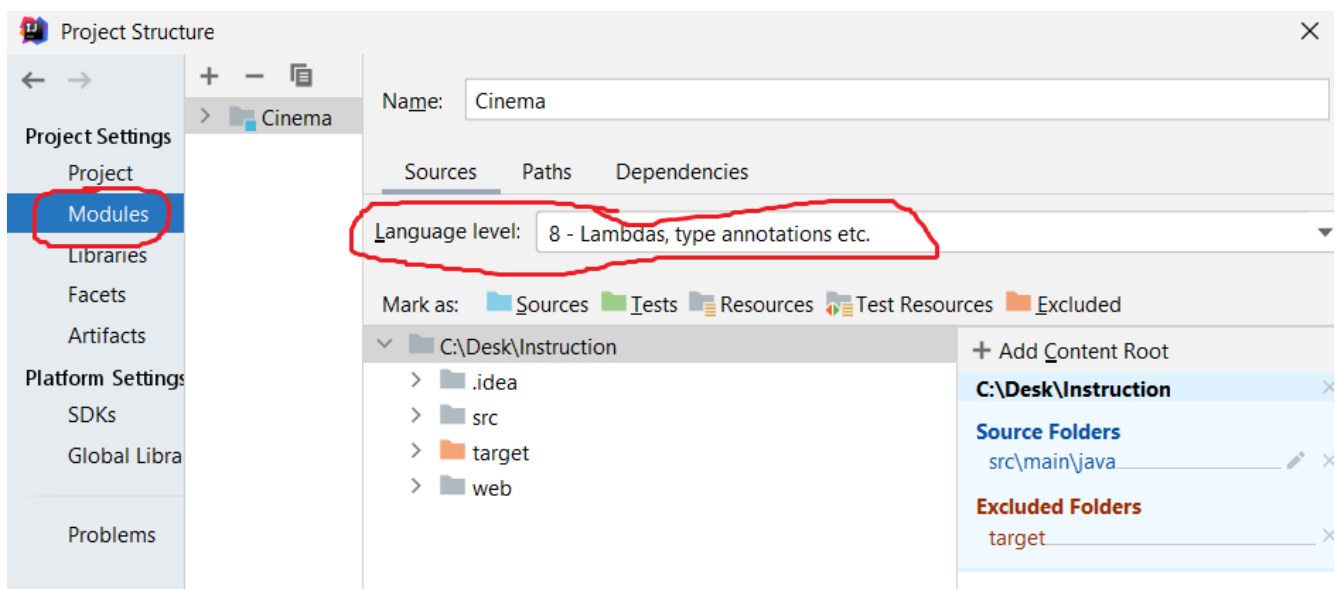 Project Structure
Name: Cinema
Cinema
Project Settings
Project
Modules
Libraries
Facets
Artifacts
Platform Settings
SDKs
Global Libra
Problems
Sources Paths Dependencies
Language level: 8 - Lambdas, type annotations etc.
Mark as: Sources Tests Resources Test Resources Excluded
C:\Desk\Instruction
.idea
src
target
web
+ Add Content Root
C:\Desk\Instruction
Source Folders
src\main\java
Excluded Folders
target